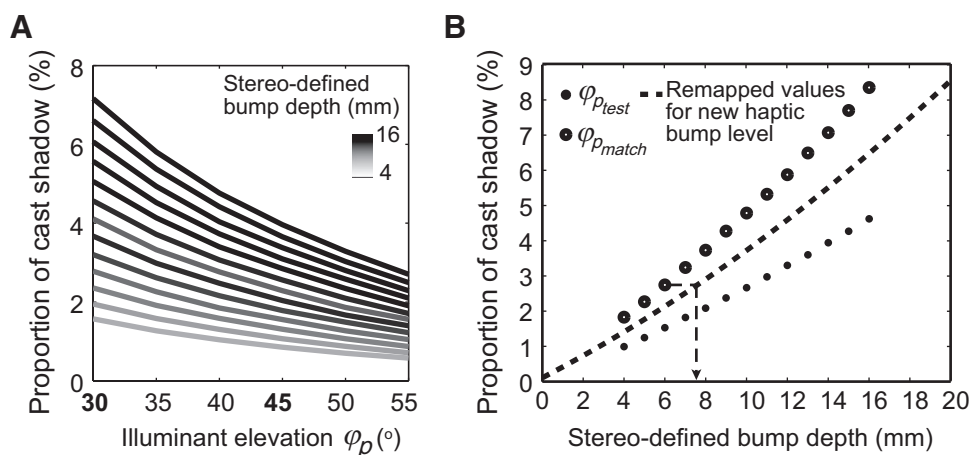 A
Proportion of cast shadow (%)
8
6
4
2
0
Stereo-defined
bump depth (mm)
16
4
30 35 40 45 50 55
Illuminant elevation φp (o)
B
Proportion of cast shadow (%)
9
8
7
6
5
4
3
2
1
0
φptest
φpmatch
Remapped values
for new haptic
bump level
0 2 4 6 8 10 12 14 16 18 20
Stereo-defined bump depth (mm)